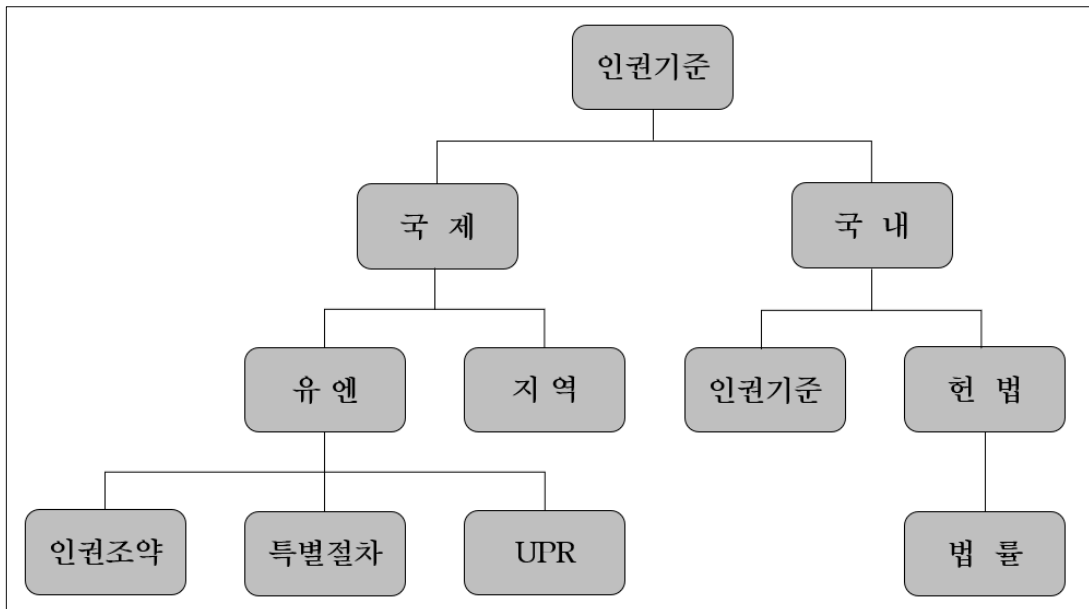 인권기준
국 제
국 내
유 엔
지 역
인권기준
헌 법
인권조약
특별절차
UPR
법 률